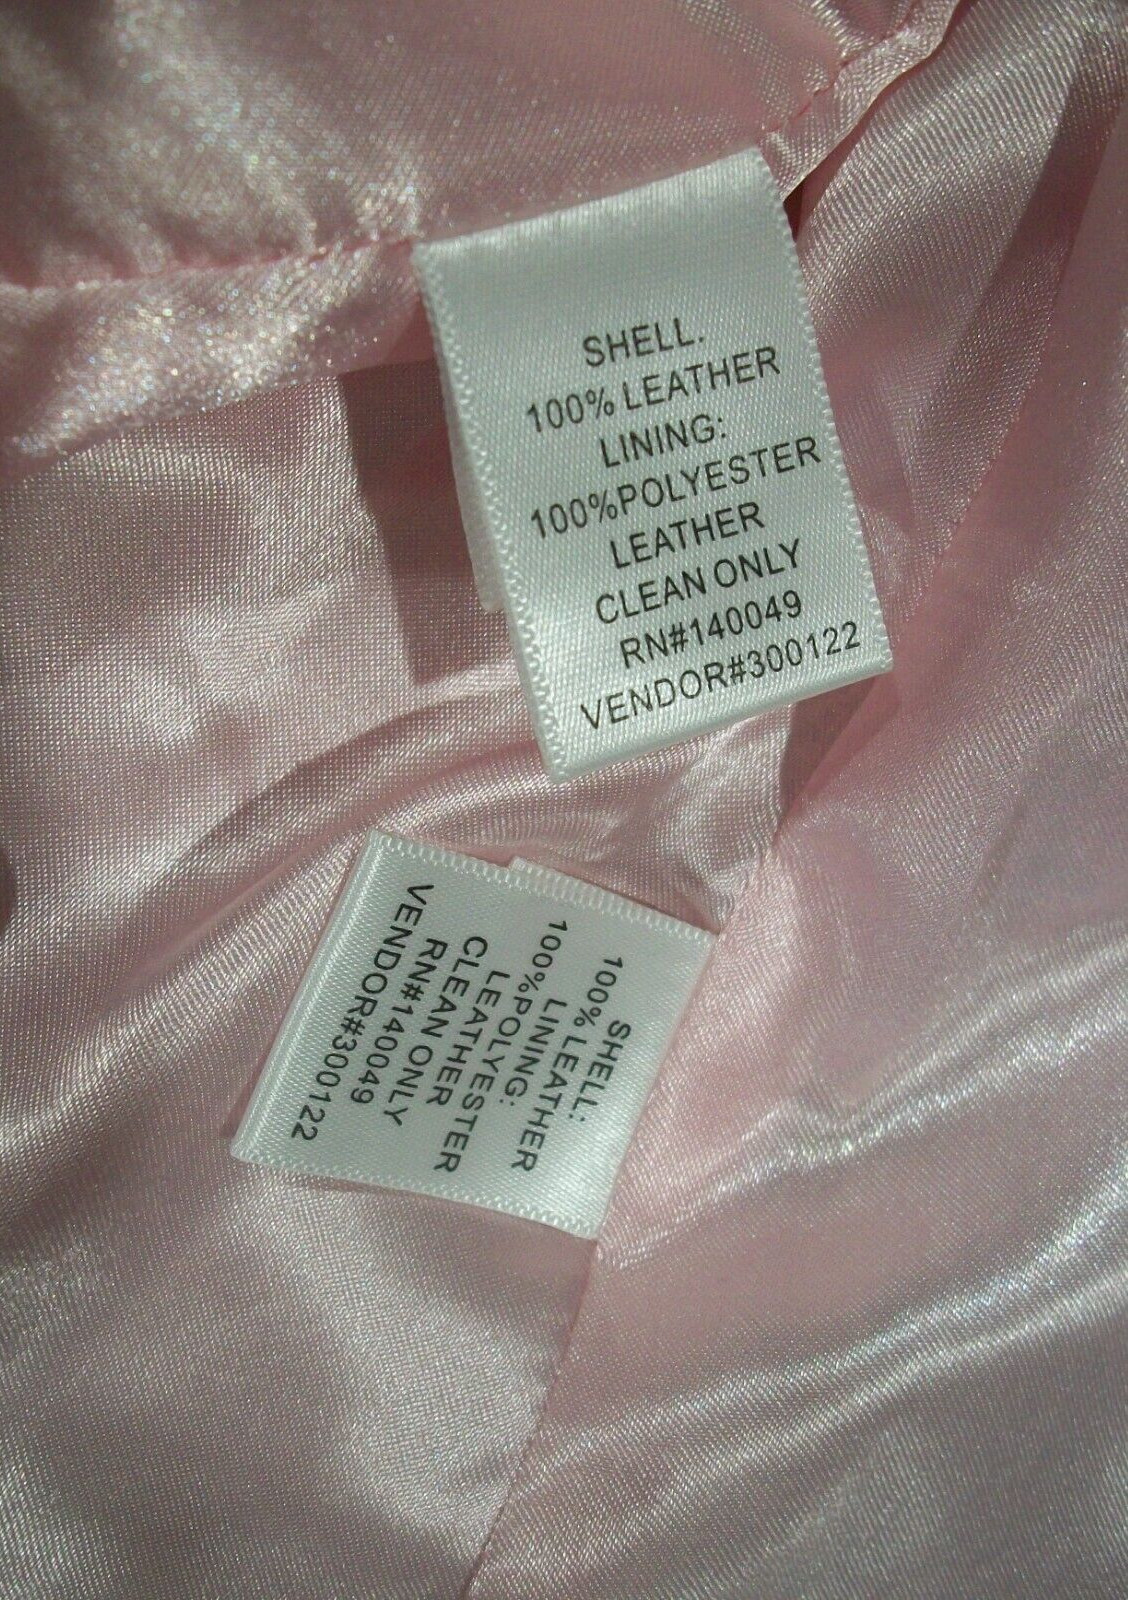 SHELL.
100% LEATHER
LINING:
100%POLYESTER
LEATHER
CLEAN ONLY
RN#140049
VENDOR#300122
SHELL:
100% LEATHER
LINING:
100%POLYESTER
LEATHER
CLEAN ONLY
RN#140049
VENDOR#300122